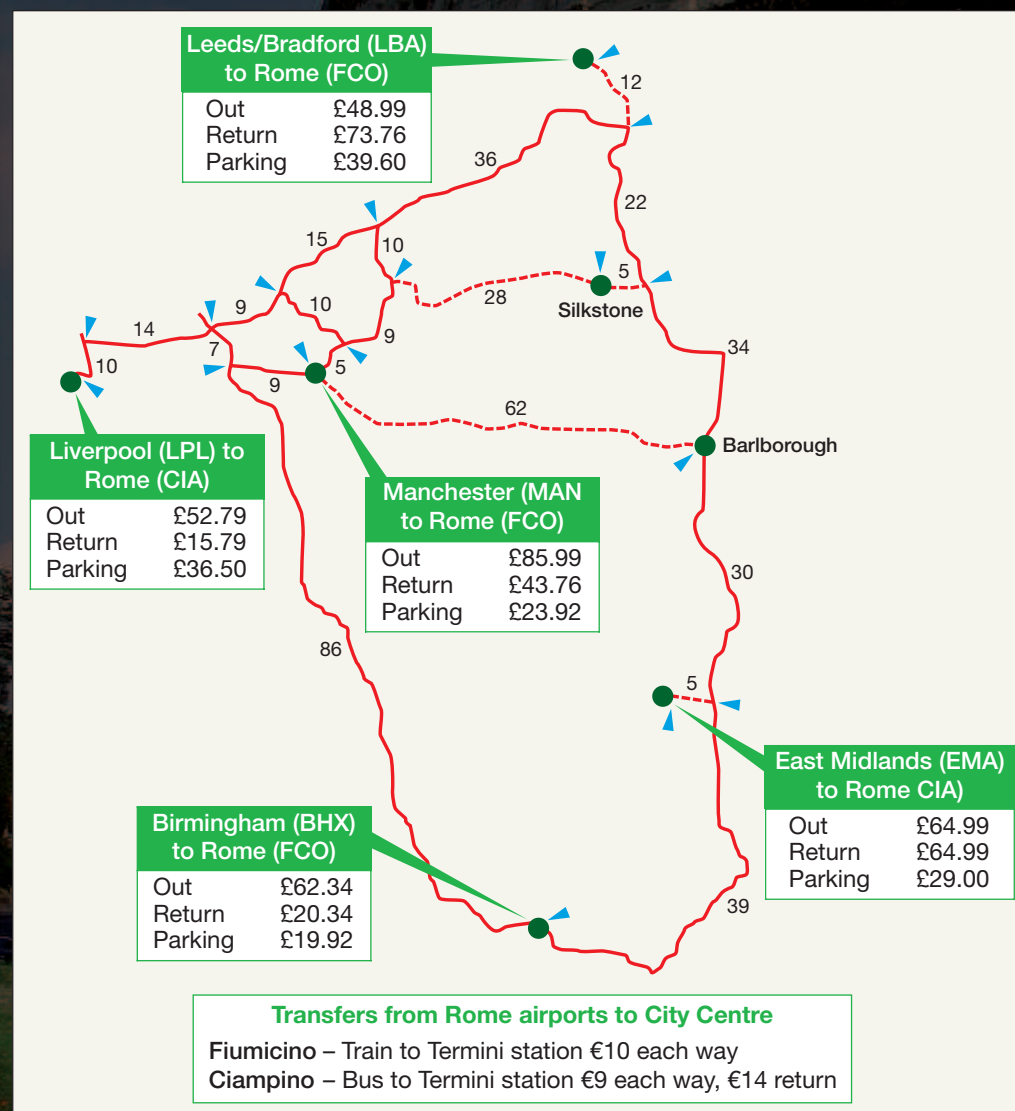 Leeds/Bradford (LBA)
to Rome (FCO)
Out £48.99
Return £73.76
Parking £39.60
12
36
22
15
10
5
Silkstone
28
9
10
14
9
7
10
9
5
34
62
Barlborough
Liverpool (LPL) to
Rome (CIA)
Out £52.79
Return £15.79
Parking £36.50
Manchester (MAN
to Rome (FCO)
Out £85.99
Return £43.76
Parking £23.92
30
86
5
East Midlands (EMA)
to Rome CIA)
Out £64.99
Return £64.99
Parking £29.00
Birmingham (BHX)
to Rome (FCO)
Out £62.34
Return £20.34
Parking £19.92
39
Transfers from Rome airports to City Centre
Fiumicino – Train to Termini station €10 each way
Ciampino – Bus to Termini station €9 each way, €14 return